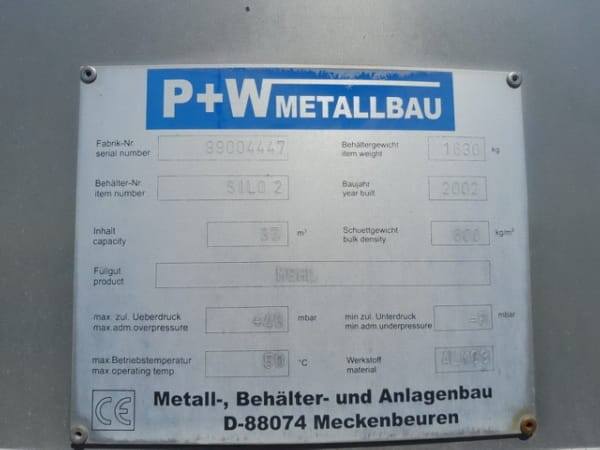 P+W METALLBAU
Fabrik-Nr. 99004447 Behältergewicht 1630 kg
serial number item weight
Behälter-Nr. SILO 2 Baujahr 2002
item number year built
Inhalt m³ Schuettgewicht kg/m³
capacity bulk density
Füllgut MEHL
product
max. zul. Ueberdruck mbar min zul. Unterdruck mbar
max.adm.overpressure min.adm.underpressure
max.Betriebstemperatur °C Werkstoff
max operating temp. material
CE Metall-, Behälter- und Anlagenbau
D-88074 Meckenbeuren